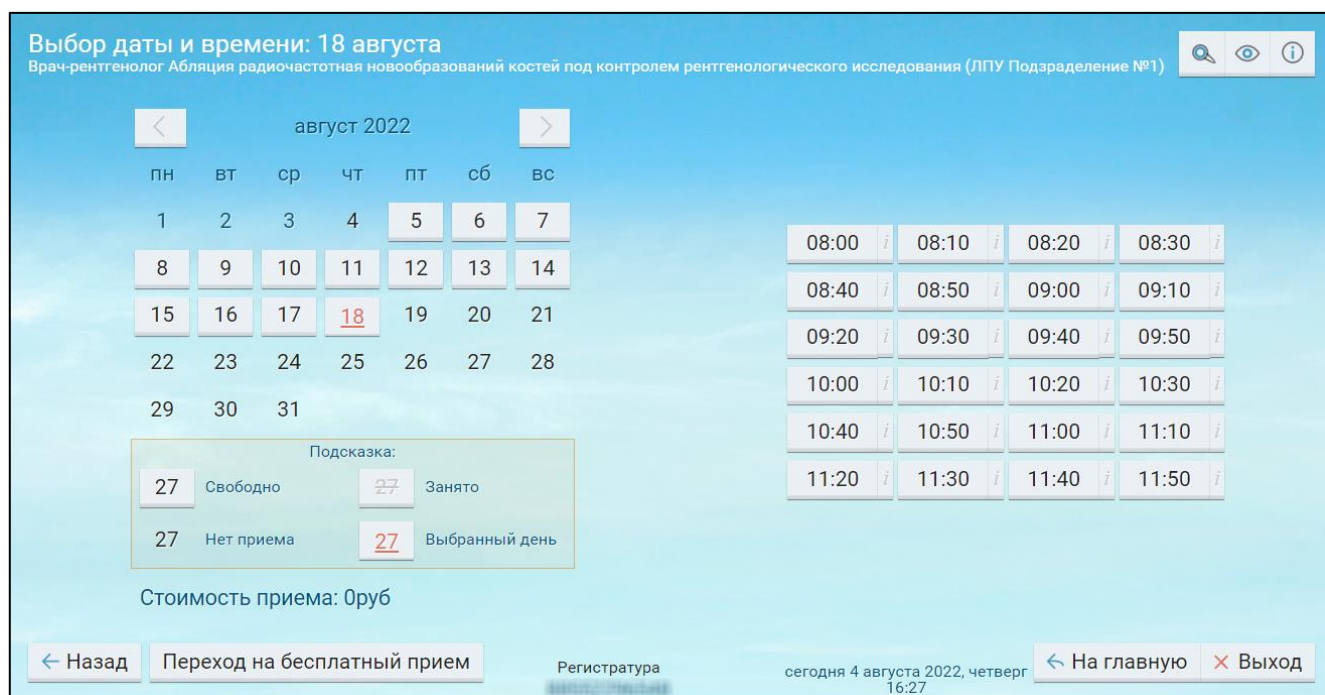 Выбор даты и времени: 18 августа
Врач-рентгенолог Абляция радиочастотная новообразований костей под контролем рентгенологического исследования (ЛПУ Подзраделение №1)
август 2022
пн вт ср чт пт сб вс
1 2 3 4 5 6 7
8 9 10 11 12 13 14
15 16 17 18 19 20 21
22 23 24 25 26 27 28
29 30 31
Подсказка:
27 Свободно 27 Занято
27 Нет приема 27 Выбранный день
Стоимость приема: 0руб
08:00 i 08:10 i 08:20 i 08:30 i
08:40 i 08:50 i 09:00 i 09:10 i
09:20 i 09:30 i 09:40 i 09:50 i
10:00 i 10:10 i 10:20 i 10:30 i
10:40 i 10:50 i 11:00 i 11:10 i
11:20 i 11:30 i 11:40 i 11:50 i
Назад Переход на бесплатный прием
Регистратура
сегодня 4 августа 2022, четверг
16:27
На главную Выход